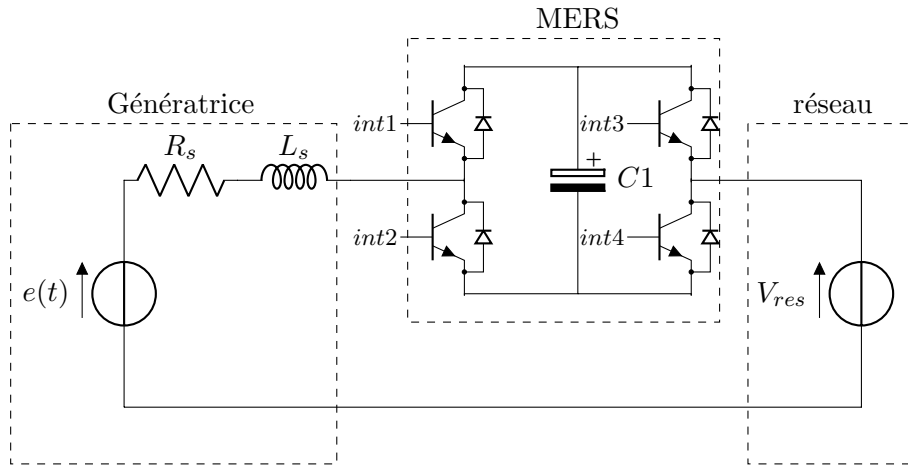 MERS
Génératrice
réseau
R_s
L_s
int1
int3
+
C1
int2
int4
e(t)
V_res